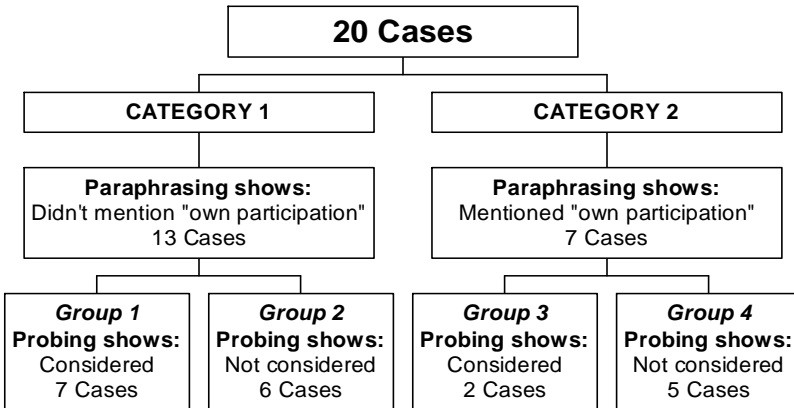 20 Cases
CATEGORY 1
CATEGORY 2
Paraphrasing shows:
Didn't mention "own participation"
13 Cases
Paraphrasing shows:
Mentioned "own participation"
7 Cases
Group 1
Probing shows:
Considered
7 Cases
Group 2
Probing shows:
Not considered
6 Cases
Group 3
Probing shows:
Considered
2 Cases
Group 4
Probing shows:
Not considered
5 Cases